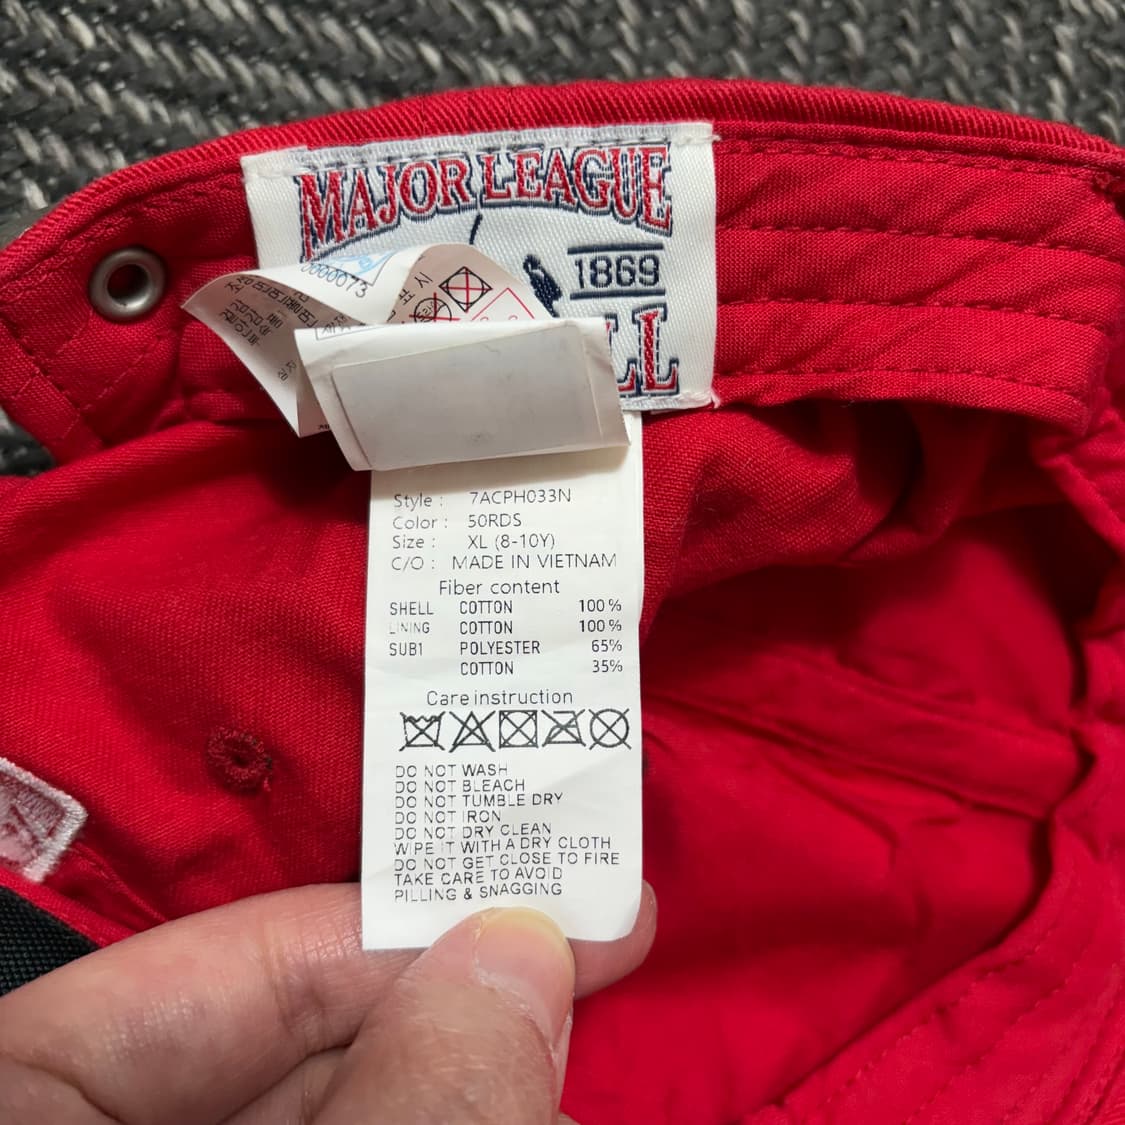 MAJOR LEAGUE
1869
LL
0000073
Style : 7ACPH033N
Color : 50RDS
Size : XL (8-10Y)
C/O : MADE IN VIETNAM
Fiber content
SHELL COTTON 100 %
LINING COTTON 100 %
SUB1 POLYESTER 65%
COTTON 35%
Care instruction
DO NOT WASH
DO NOT BLEACH
DO NOT TUMBLE DRY
DO NOT IRON
DO NOT DRY CLEAN
WIPE IT WITH A DRY CLOTH
DO NOT GET CLOSE TO FIRE
TAKE CARE TO AVOID
PILLING & SNAGGING